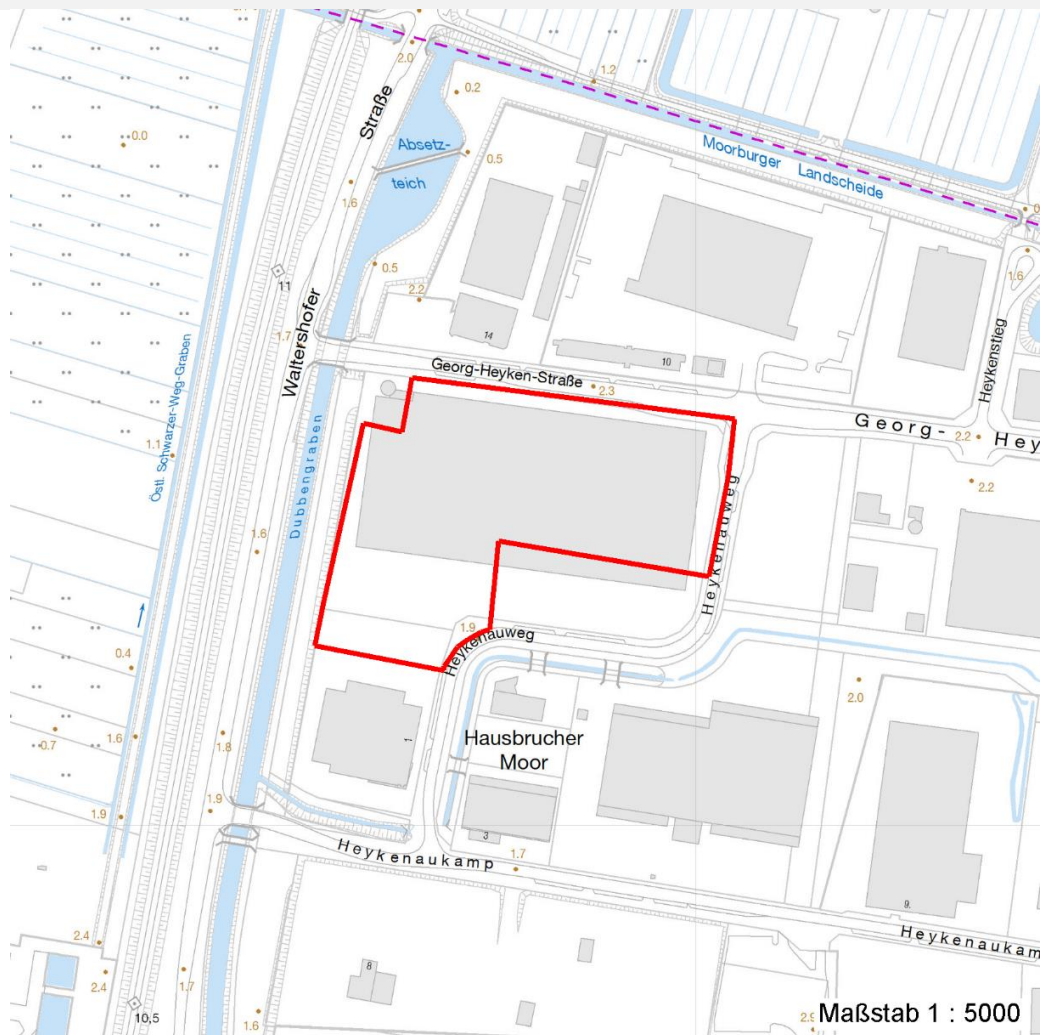 2.0
1.2
0.2
Straße
0.0
Absetz-
teich
0.5
Moorburger Landscheide
1.6
0.5
11
2.2
1.6
Waltershofer
1.7
14
10
Heykenstieg
Georg-Heyken-Straße
2.3
Georg-
Hey
2.2
2.2
Östl. Schwarzer-Weg-Graben
1.1
Dubbengraben
1.6
Heykenauweg
1.9
Heykenauweg
0.4
2.0
0.7
1.6
1.8
1
Hausbrucher
Moor
1.9
1.9
3
Heykenaukamp
1.7
9.
Heykenaukam
2.4
2.4
1.7
8
10,5
1.6
2.9
Maßstab 1 : 5000